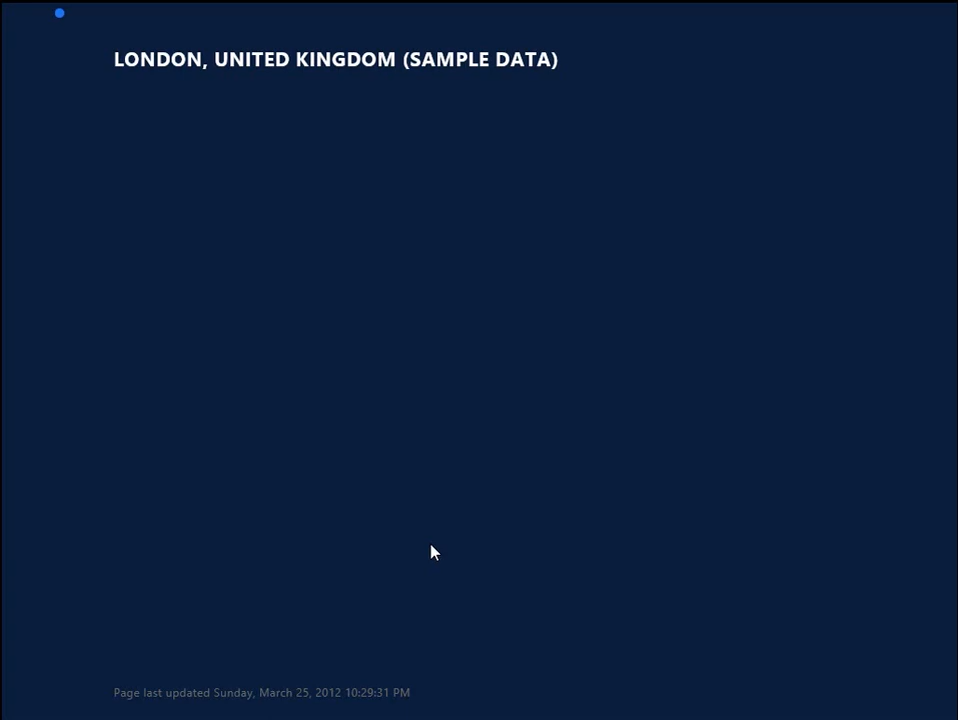 LONDON, UNITED KINGDOM (SAMPLE DATA)
Page last updated Sunday, March 25, 2012 10:29:31 PM